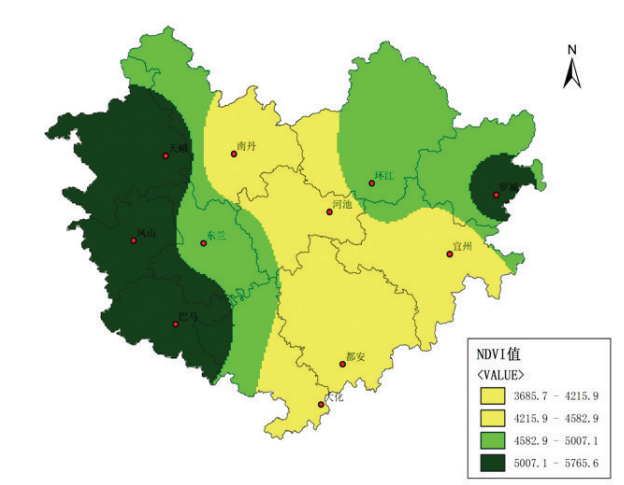 N
天峨
南丹
环江
罗城
河池
凤山
东兰
宜州
巴马
都安
大化
NDVI值
<VALUE>
3685.7 - 4215.9
4215.9 - 4582.9
4582.9 - 5007.1
5007.1 - 5765.6